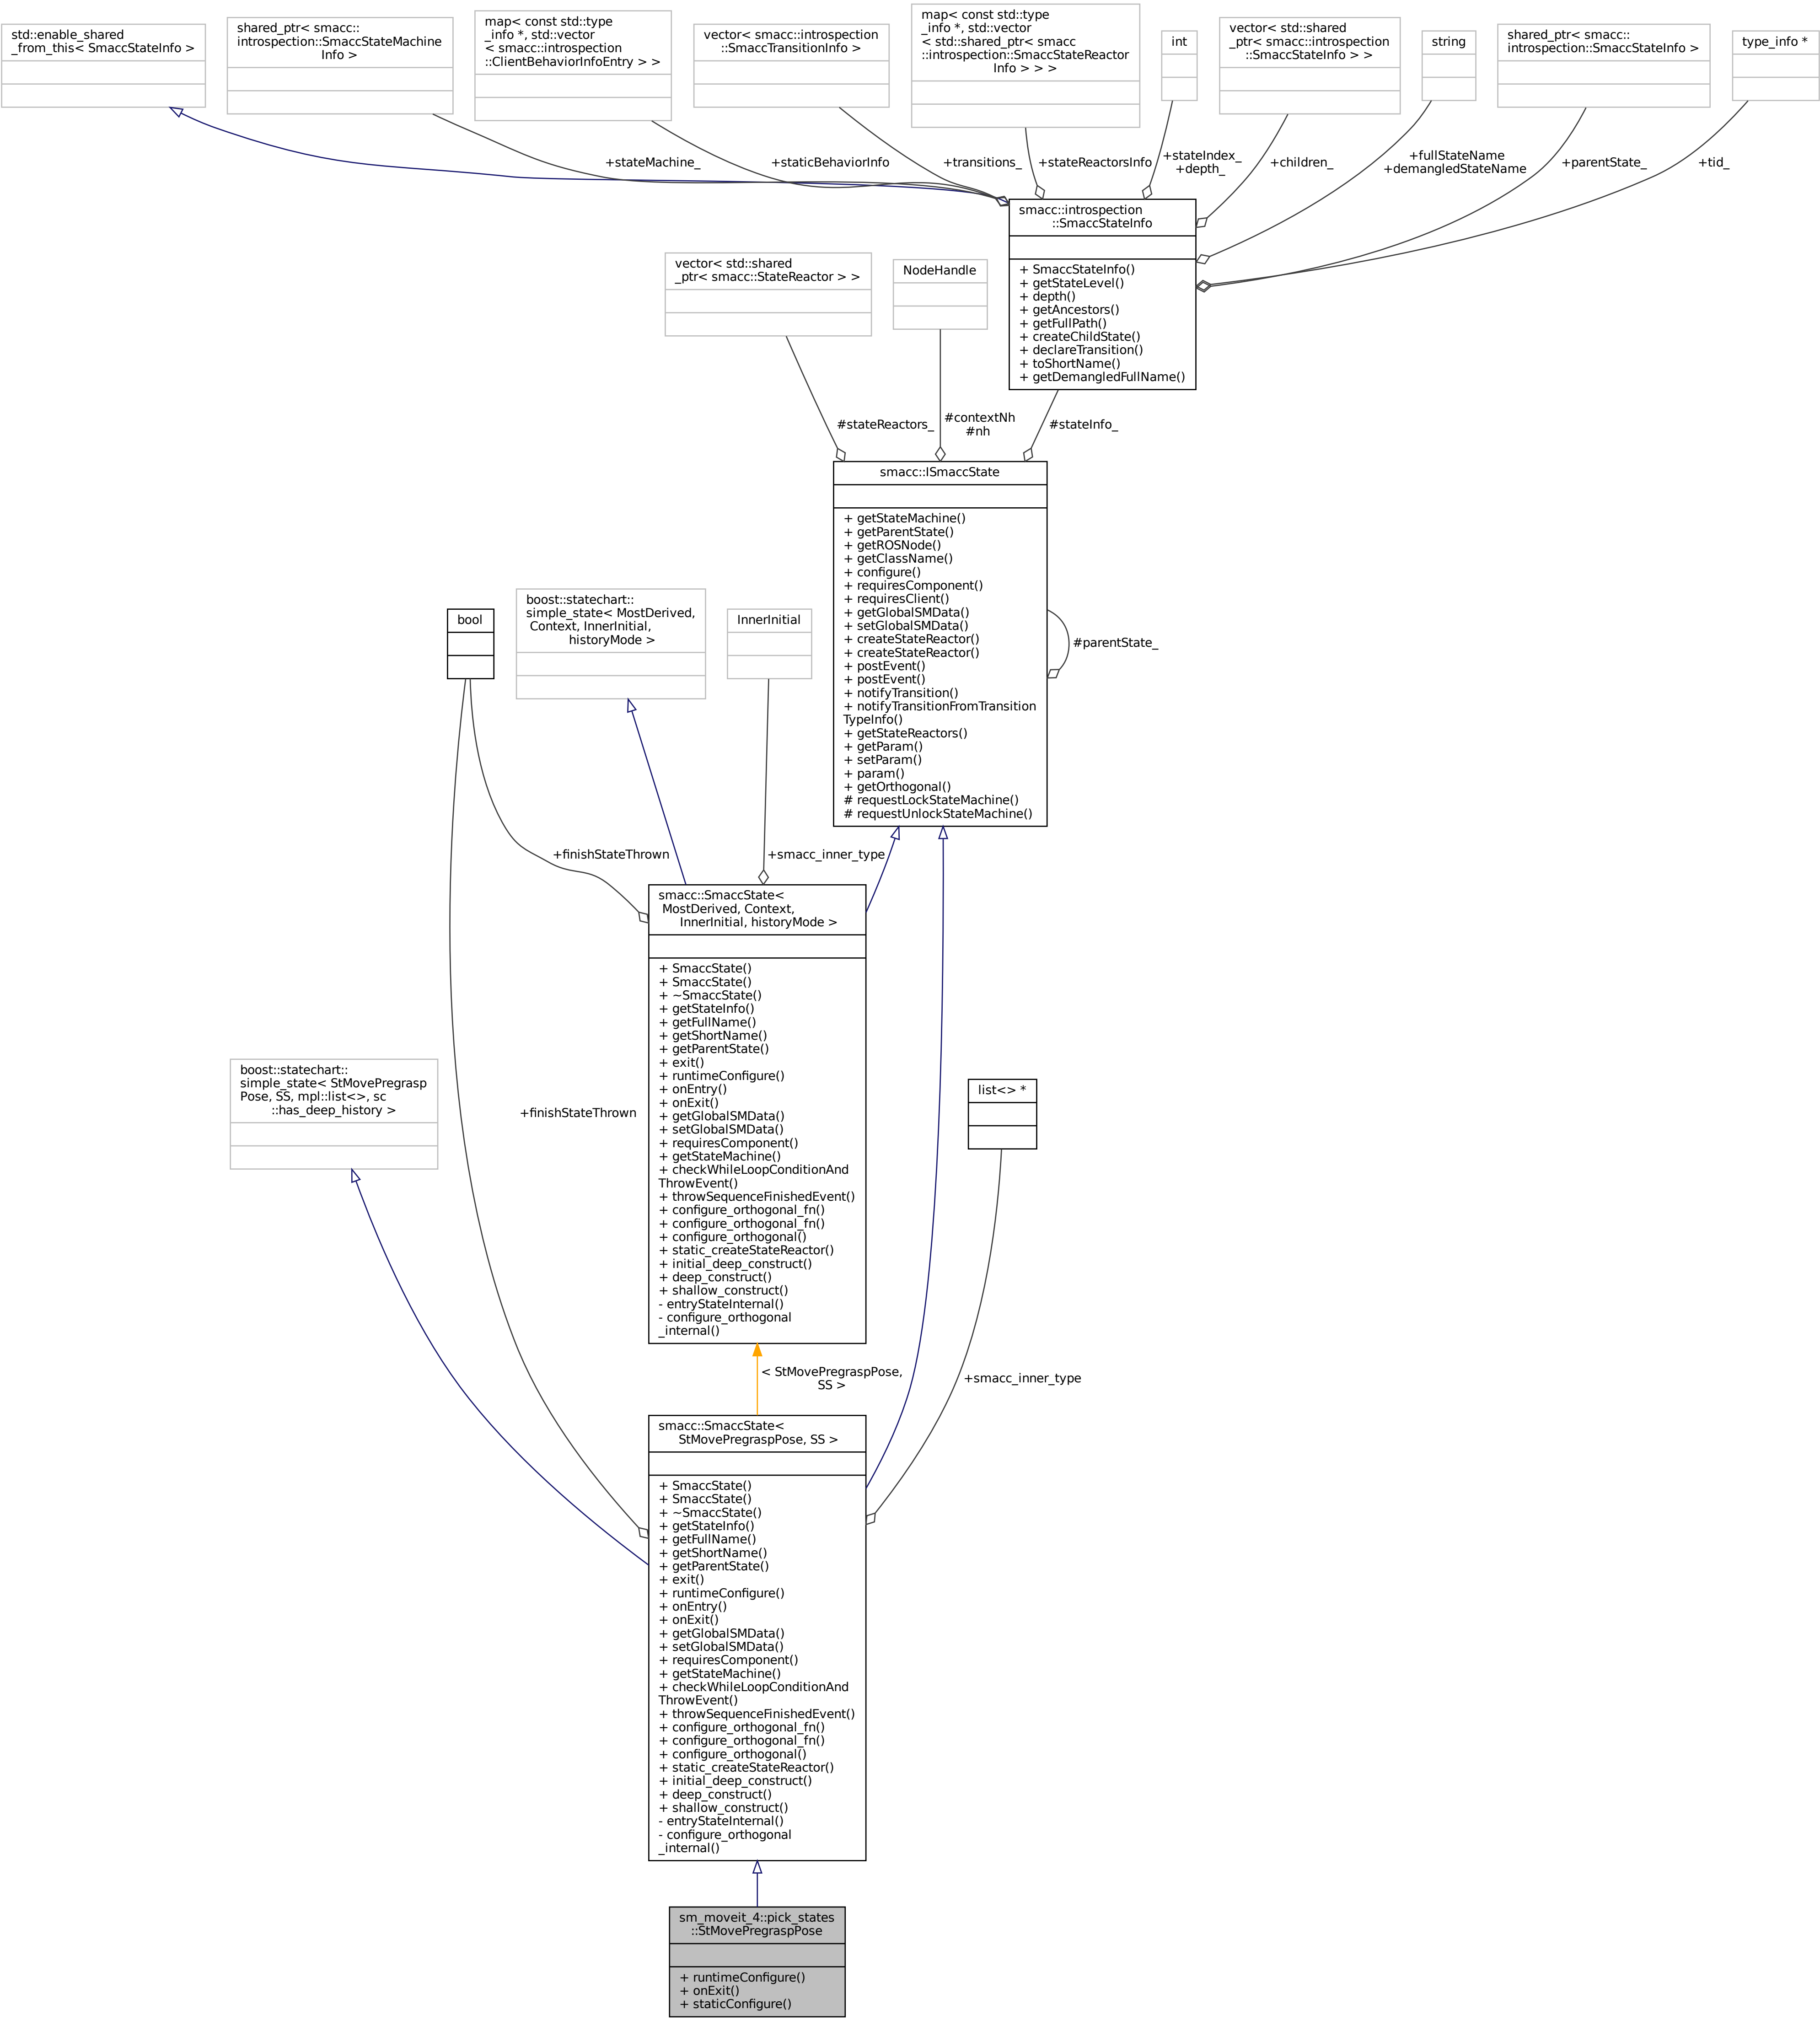 std::enable_shared
_from_this< SmaccStateInfo >
shared_ptr< smacc::
introspection::SmaccStateMachine
Info >
map< const std::type
_info *, std::vector
< smacc::introspection
::ClientBehaviorInfoEntry > >
vector< smacc::introspection
::SmaccTransitionInfo >
map< const std::type
_info *, std::vector
< std::shared_ptr< smacc
::introspection::SmaccStateReactor
Info > > >
int
vector< std::shared
_ptr< smacc::introspection
::SmaccStateInfo > >
string
shared_ptr< smacc::
introspection::SmaccStateInfo >
type_info *
+stateMachine_
+staticBehaviorInfo
+transitions_
+stateReactorsInfo
+stateIndex_
+depth_
+children_
+fullStateName
+demangledStateName
+parentState_
+tid_
smacc::introspection
::SmaccStateInfo
+ SmaccStateInfo()
+ getStateLevel()
+ depth()
+ getAncestors()
+ getFullPath()
+ createChildState()
+ declareTransition()
+ toShortName()
+ getDemangledFullName()
vector< std::shared
_ptr< smacc::StateReactor > >
NodeHandle
#stateReactors_
#contextNh
#nh
#stateInfo_
smacc::ISmaccState
+ getStateMachine()
+ getParentState()
+ getROSNode()
+ getClassName()
+ configure()
+ requiresComponent()
+ requiresClient()
+ getGlobalSMData()
+ setGlobalSMData()
+ createStateReactor()
+ createStateReactor()
+ postEvent()
+ postEvent()
+ notifyTransition()
+ notifyTransitionFromTransition
TypeInfo()
+ getStateReactors()
+ getParam()
+ setParam()
+ param()
+ getOrthogonal()
# requestLockStateMachine()
# requestUnlockStateMachine()
#parentState_
bool
boost::statechart::
simple_state< MostDerived,
Context, InnerInitial,
historyMode >
InnerInitial
+finishStateThrown
+smacc_inner_type
smacc::SmaccState<
MostDerived, Context,
InnerInitial, historyMode >
+ SmaccState()
+ SmaccState()
+ ~SmaccState()
+ getStateInfo()
+ getFullName()
+ getShortName()
+ getParentState()
+ exit()
+ runtimeConfigure()
+ onEntry()
+ onExit()
+ getGlobalSMData()
+ setGlobalSMData()
+ requiresComponent()
+ getStateMachine()
+ checkWhileLoopConditionAnd
ThrowEvent()
+ throwSequenceFinishedEvent()
+ configure_orthogonal_fn()
+ configure_orthogonal_fn()
+ configure_orthogonal()
+ static_createStateReactor()
+ initial_deep_construct()
+ deep_construct()
+ shallow_construct()
- entryStateInternal()
- configure_orthogonal
_internal()
boost::statechart::
simple_state< StMovePregrasp
Pose, SS, mpl::list<>, sc
::has_deep_history >
+finishStateThrown
list<> *
< StMovePregraspPose,
SS >
+smacc_inner_type
smacc::SmaccState<
StMovePregraspPose, SS >
+ SmaccState()
+ SmaccState()
+ ~SmaccState()
+ getStateInfo()
+ getFullName()
+ getShortName()
+ getParentState()
+ exit()
+ runtimeConfigure()
+ onEntry()
+ onExit()
+ getGlobalSMData()
+ setGlobalSMData()
+ requiresComponent()
+ getStateMachine()
+ checkWhileLoopConditionAnd
ThrowEvent()
+ throwSequenceFinishedEvent()
+ configure_orthogonal_fn()
+ configure_orthogonal_fn()
+ configure_orthogonal()
+ static_createStateReactor()
+ initial_deep_construct()
+ deep_construct()
+ shallow_construct()
- entryStateInternal()
- configure_orthogonal
_internal()
sm_moveit_4::pick_states
::StMovePregraspPose
+ runtimeConfigure()
+ onExit()
+ staticConfigure()